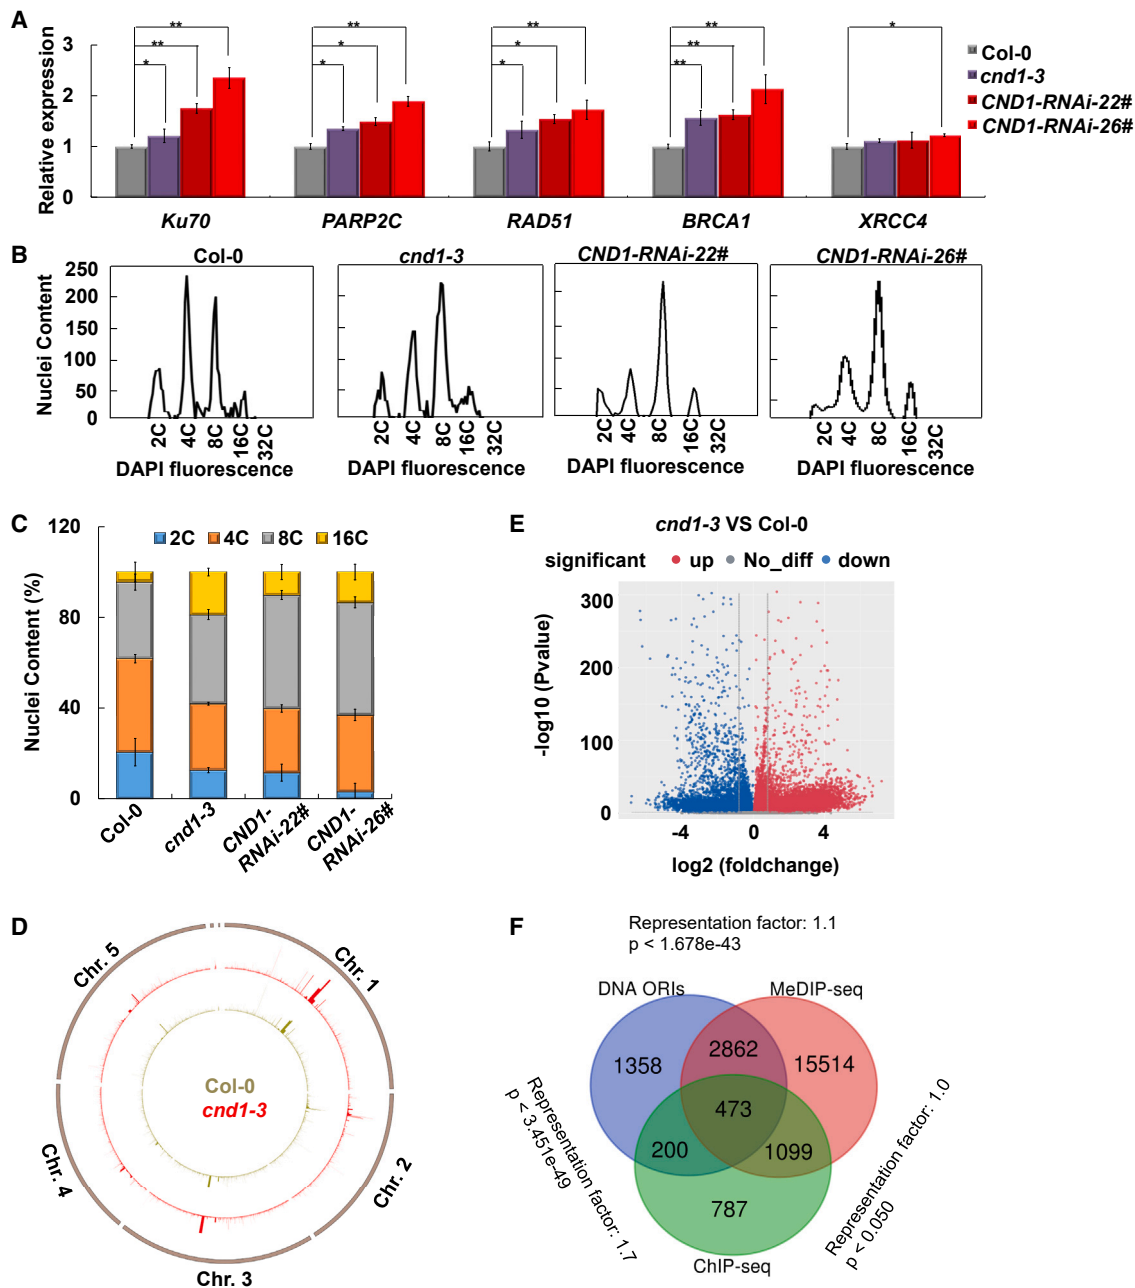 A
Relative expression
3
2
1
0
**
**
*
**
*
*
**
*
*
**
**
**
*
Col-0
cnd1-3
CND1-RNAi-22#
CND1-RNAi-26#
Ku70
PARP2C
RAD51
BRCA1
XRCC4
B
Col-0
cnd1-3
CND1-RNAi-22#
CND1-RNAi-26#
Nuclei Content
250
200
150
100
50
0
2C 4C 8C 16C 32C
2C 4C 8C 16C 32C
2C 4C 8C 16C 32C
2C 4C 8C 16C 32C
DAPI fluorescence
DAPI fluorescence
DAPI fluorescence
DAPI fluorescence
C
Nuclei Content (%)
120
80
40
0
2C 4C 8C 16C
Col-0
cnd1-3
CND1-
RNAi-22#
CND1-
RNAi-26#
E
cnd1-3 VS Col-0
significant up No_diff down
-log10 (Pvalue)
300
200
100
0
-4 0 4
log2 (foldchange)
D
Chr. 5
Chr. 1
Chr. 4
Chr. 2
Chr. 3
Col-0
cnd1-3
F
Representation factor: 1.1
p < 1.678e-43
DNA ORIs
MeDIP-seq
1358
2862
15514
473
200
1099
787
ChIP-seq
Representation factor: 1.7
p < 3.451e-49
Representation factor: 1.0
p < 0.050